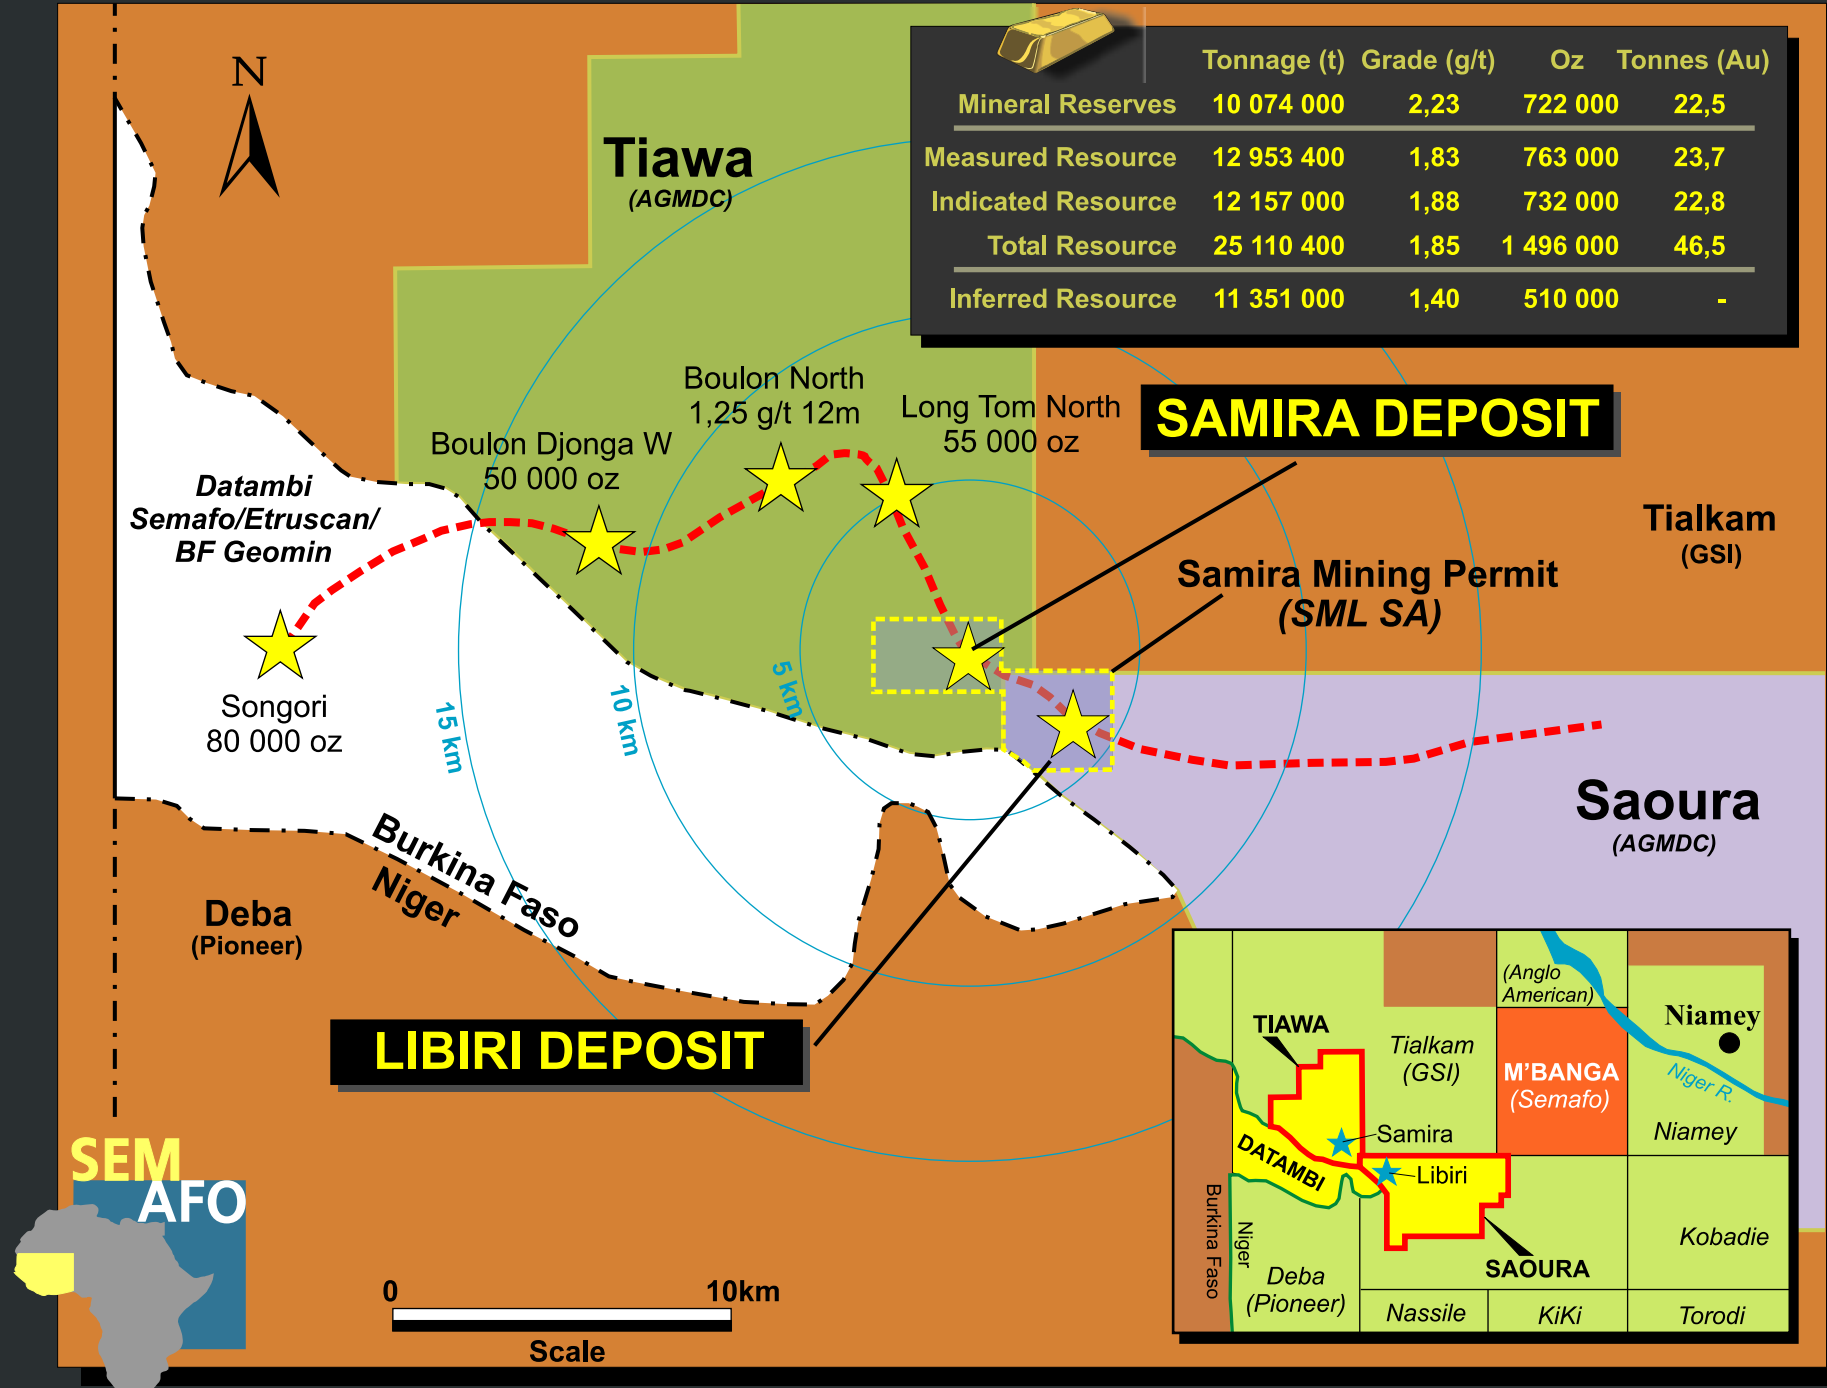 N
Tonnage (t) Grade (g/t) Oz Tonnes (Au)
Mineral Reserves 10 074 000 2,23 722 000 22,5
Measured Resource 12 953 400 1,83 763 000 23,7
Indicated Resource 12 157 000 1,88 732 000 22,8
Total Resource 25 110 400 1,85 1 496 000 46,5
Inferred Resource 11 351 000 1,40 510 000 -
Tiawa
(AGMDC)
Boulon North
1,25 g/t 12m
Long Tom North
55 000 oz
SAMIRA DEPOSIT
Boulon Djonga W
50 000 oz
Datambi
Semafo/Etruscan/
BF Geomin
Tialkam
(GSI)
Samira Mining Permit
(SML SA)
Songori
80 000 oz
15 km
10 km
5 km
Saoura
(AGMDC)
Burkina Faso
Niger
Deba
(Pioneer)
LIBIRI DEPOSIT
(Anglo
American)
Niamey
TIAWA
Tialkam
(GSI)
M'BANGA
(Semafo)
Niger R.
Niamey
Samira
DATAMBI
Libiri
Burkina Faso
Niger
Kobadie
SAOURA
Deba
(Pioneer)
Nassile
KiKi
Torodi
SEM
AFO
0 10km
Scale